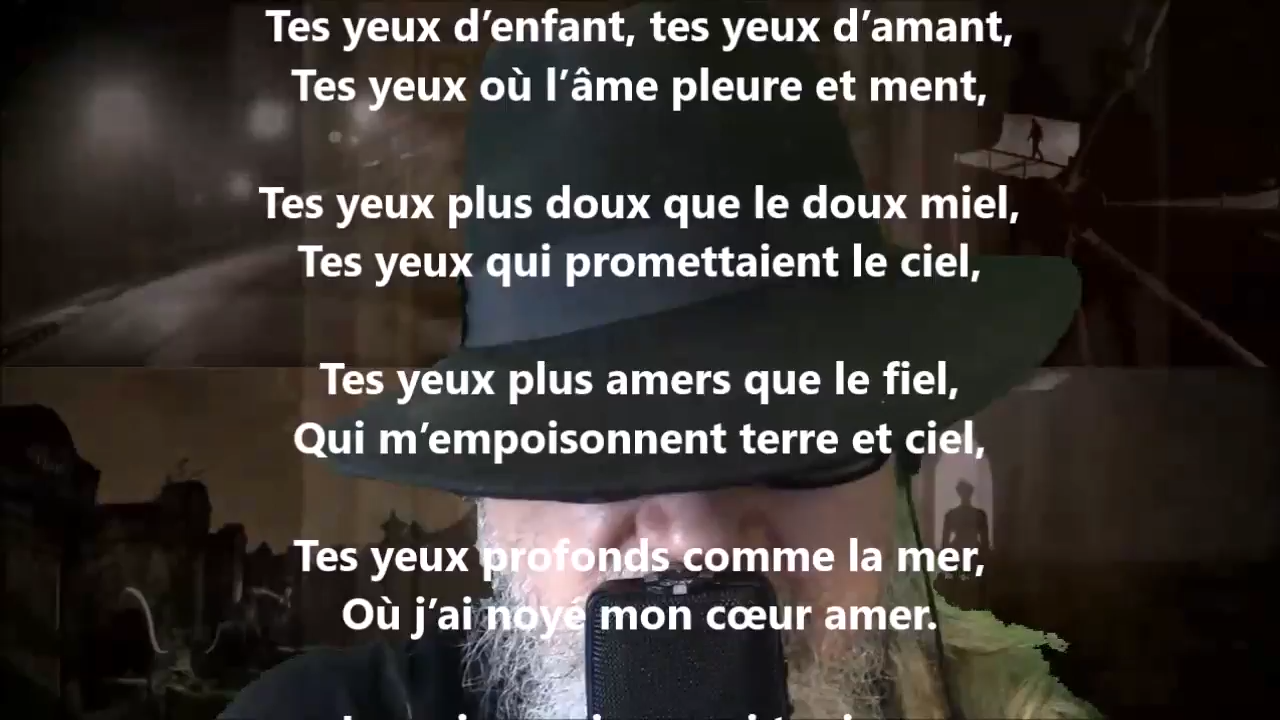 Tes yeux d’enfant, tes yeux d’amant,
Tes yeux où l’âme pleure et ment,
Tes yeux plus doux que le doux miel,
Tes yeux qui promettaient le ciel,
Tes yeux plus amers que le fiel,
Qui m’empoisonnent terre et ciel,
Tes yeux profonds comme la mer,
Où j’ai noyé mon cœur amer.